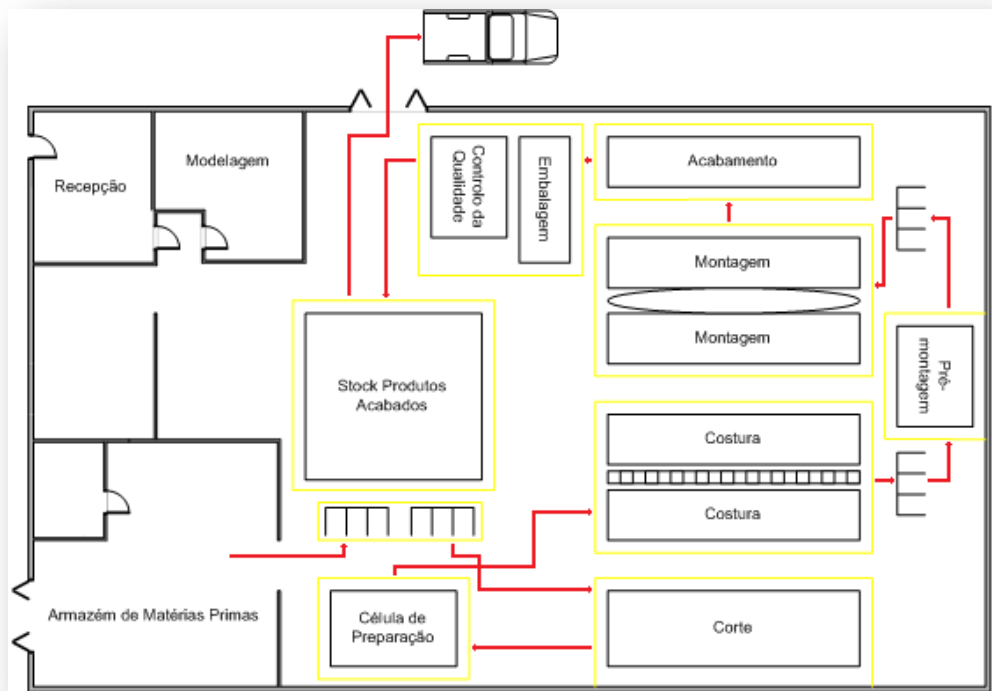 Recepção
Modelagem
Controlo da
Qualidade
Embalagem
Acabamento
Montagem
Montagem
Pré-
montagem
Stock Produtos
Acabados
Costura
Costura
Armazém de Matérias Primas
Célula de
Preparação
Corte